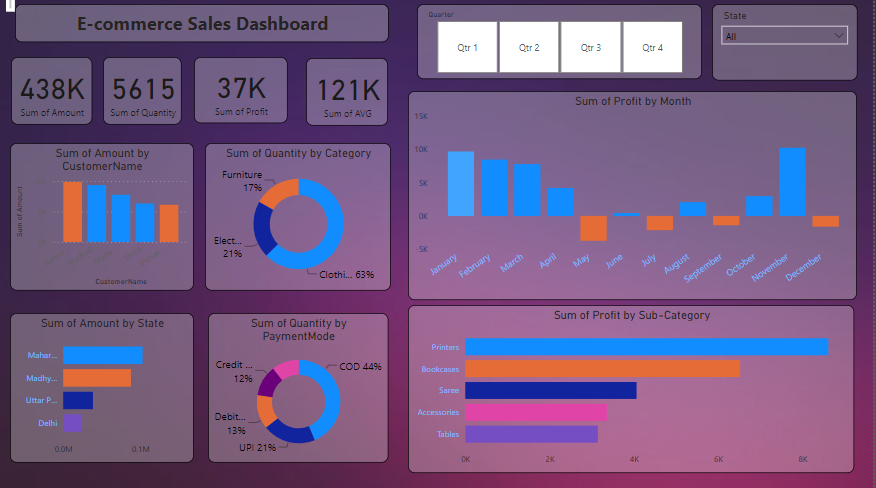 E-commerce Sales Dashboard
Quarter
Qtr 1
Qtr 2
Qtr 3
Qtr 4
State
All
438K
Sum of Amount
5615
Sum of Quantity
37K
Sum of Profit
121K
Sum of AVG
Sum of Amount by
CustomerName
Sum of Amount
CustomerName
Sum of Quantity by Category
Furniture
17%
Elect...
21%
Clothi... 63%
Sum of Profit by Month
15K
10K
5K
0K
-5K
January
February
March
April
May
June
July
August
September
October
November
December
Sum of Amount by State
Mahar...
Madhy...
Uttar P...
Delhi
0.0M
0.1M
Sum of Quantity by
PaymentMode
Credit ...
12%
COD 44%
Debit...
13%
UPI 21%
Sum of Profit by Sub-Category
Printers
Bookcases
Saree
Accessories
Tables
0K
2K
4K
6K
8K